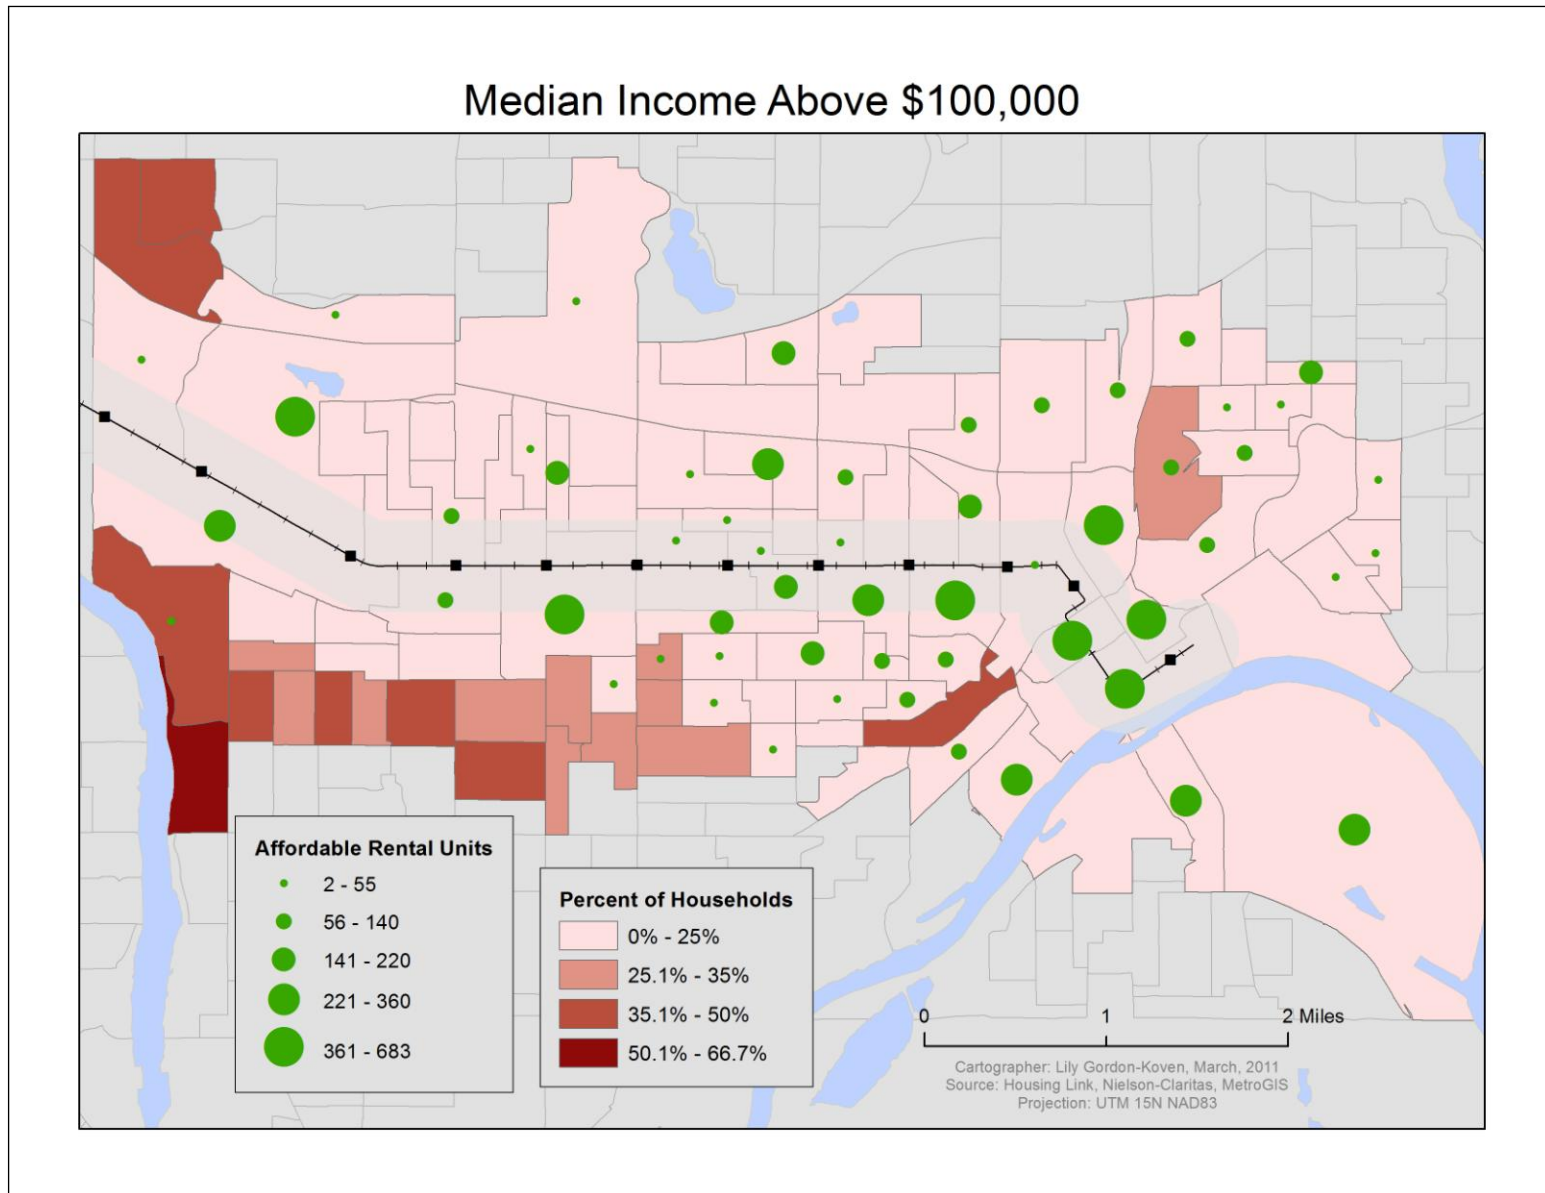 Median Income Above $100,000
Affordable Rental Units
2 - 55
56 - 140
141 - 220
221 - 360
361 - 683
Percent of Households
0% - 25%
25.1% - 35%
35.1% - 50%
50.1% - 66.7%
0 1 2 Miles
Cartographer: Lily Gordon-Koven, March, 2011
Source: Housing Link, Nielson-Claritas, MetroGIS
Projection: UTM 15N NAD83